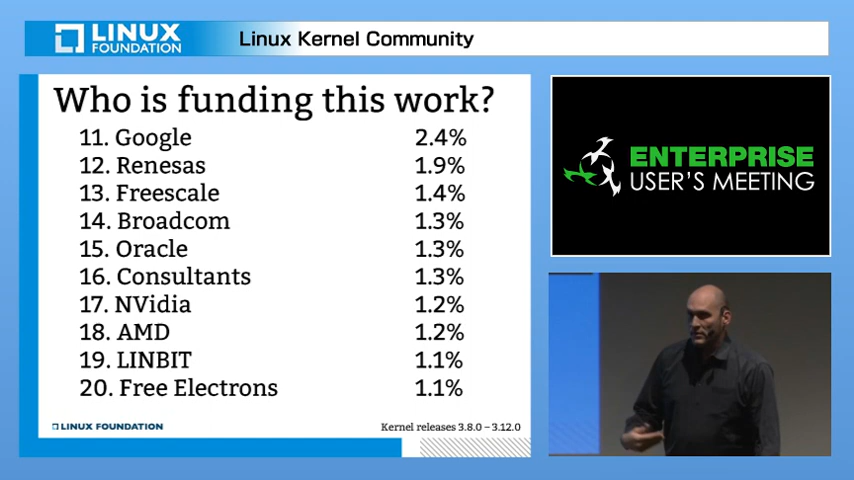 LINUX
FOUNDATION
Linux Kernel Community
Who is funding this work?
11. Google 2.4%
12. Renesas 1.9%
13. Freescale 1.4%
14. Broadcom 1.3%
15. Oracle 1.3%
16. Consultants 1.3%
17. NVidia 1.2%
18. AMD 1.2%
19. LINBIT 1.1%
20. Free Electrons 1.1%
LINUX FOUNDATION
Kernel releases 3.8.0 – 3.12.0
ENTERPRISE
USER'S MEETING